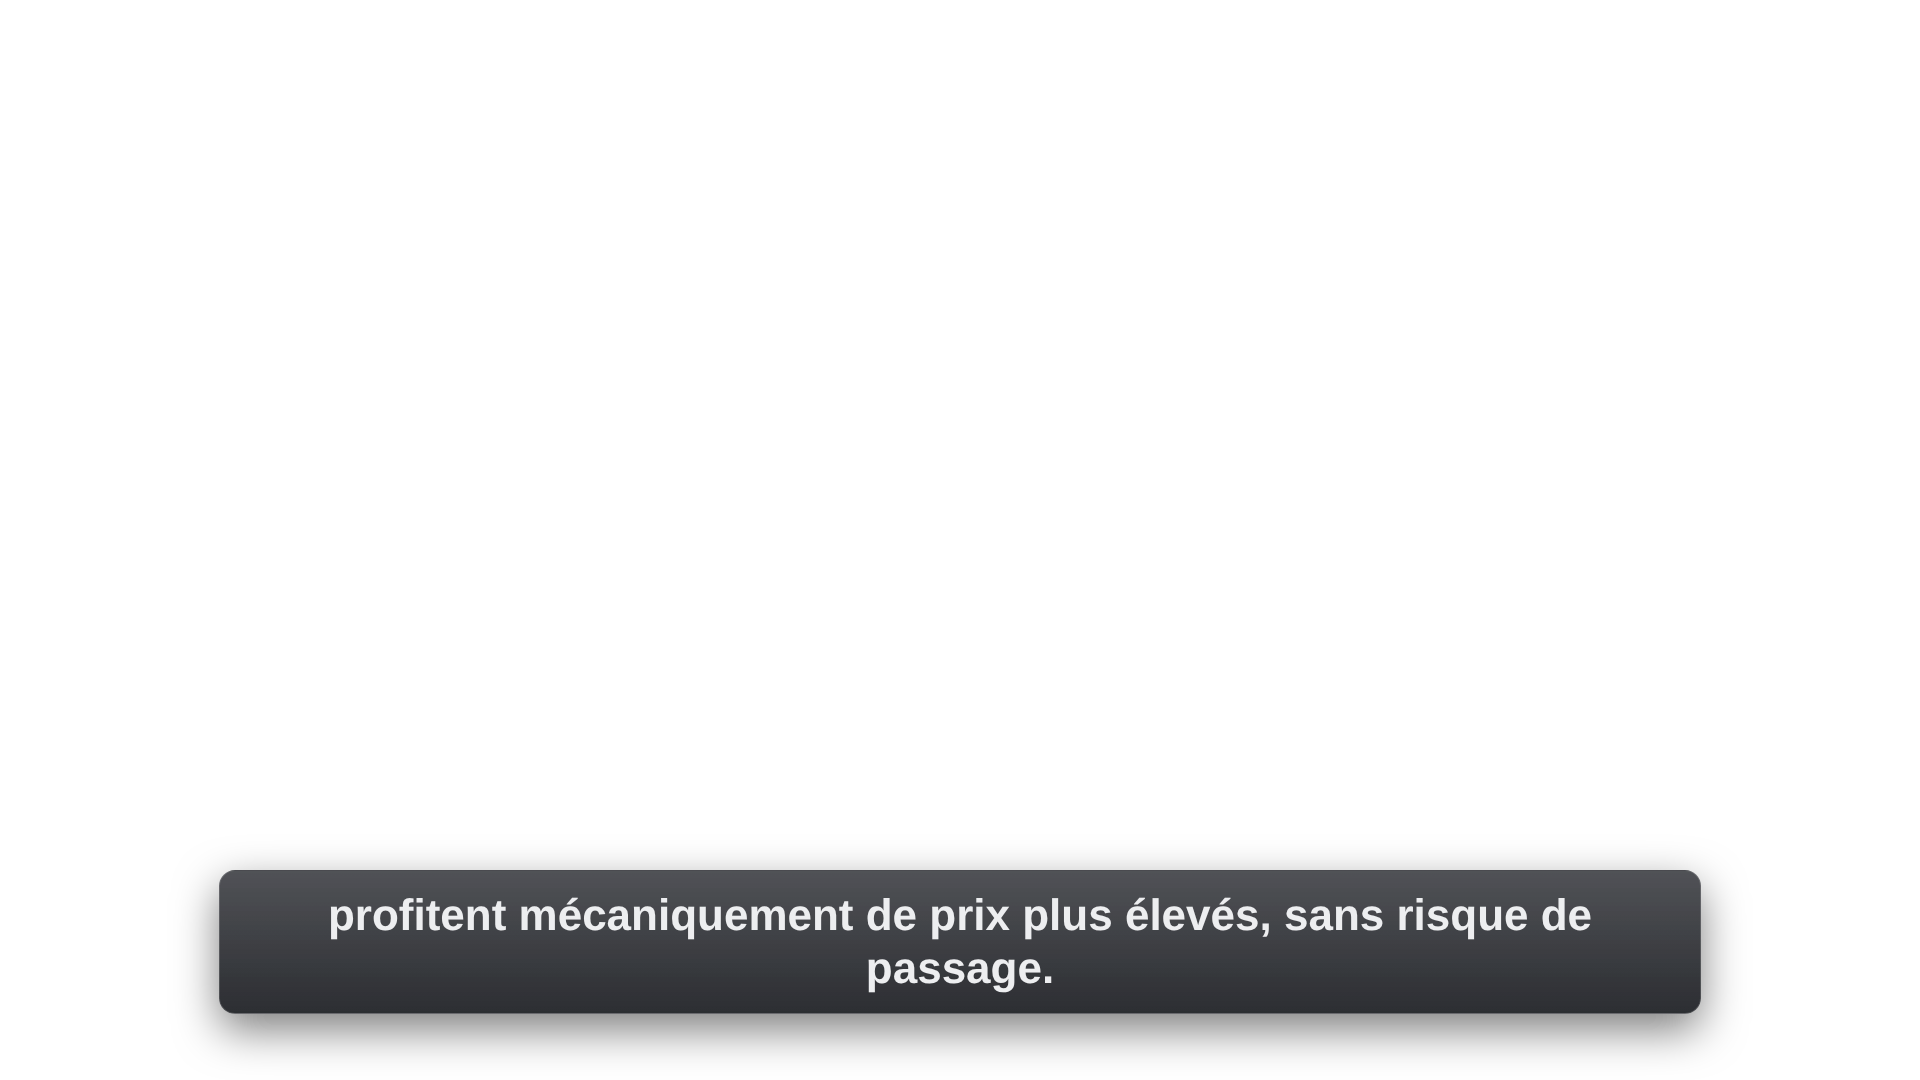 profitent mécaniquement de prix plus élevés, sans risque de
passage.